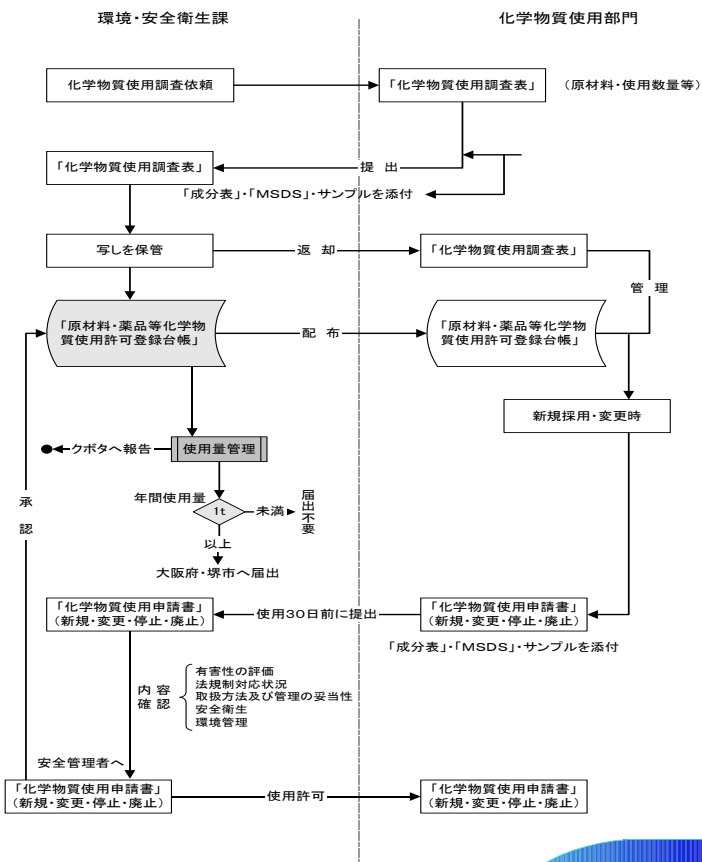 環境・安全衛生課
化学物質使用部門
化学物質使用調査依頼
「化学物質使用調査表」
(原材料・使用数量等)
「化学物質使用調査表」
提 出
「成分表」・「MSDS」・サンプルを添付
写しを保管
返 却
「化学物質使用調査表」
管 理
「原材料・薬品等化学物
質使用許可登録台帳」
配 布
「原材料・薬品等化学物
質使用許可登録台帳」
新規採用・変更時
クボタへ報告
使用量管理
承 認
年間使用量
1t
未満
届出不要
以上
大阪府・堺市へ届出
「化学物質使用申請書」
(新規・変更・停止・廃止)
使用30日前に提出
「化学物質使用申請書」
(新規・変更・停止・廃止)
「成分表」・「MSDS」・サンプルを添付
内 容
確 認
有害性の評価
法規制対応状況
取扱方法及び管理の妥当性
安全衛生
環境管理
安全管理者へ
「化学物質使用申請書」
(新規・変更・停止・廃止)
使用許可
「化学物質使用申請書」
(新規・変更・停止・廃止)